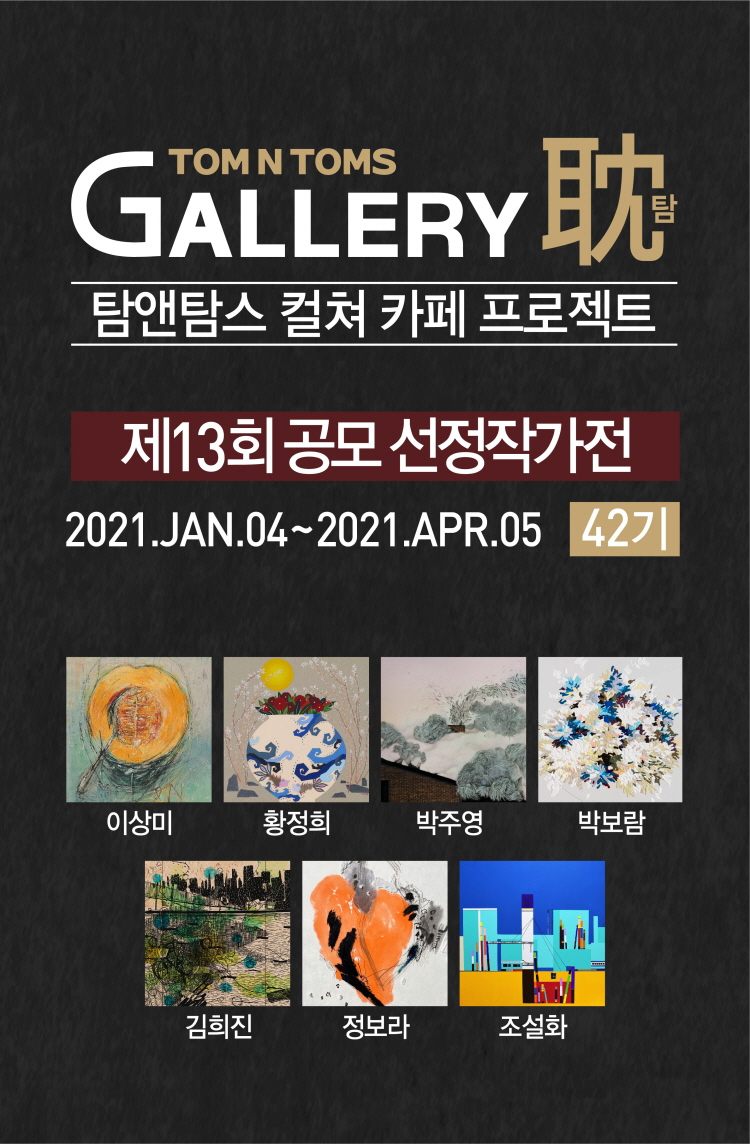 TOM N TOMS
GALLERY 耽 탐
탐앤탐스 컬쳐 카페 프로젝트
제13회 공모 선정작가전
2021.JAN.04~2021.APR.05 42기
이상미 황정희 박주영 박보람
김희진 정보라 조설화